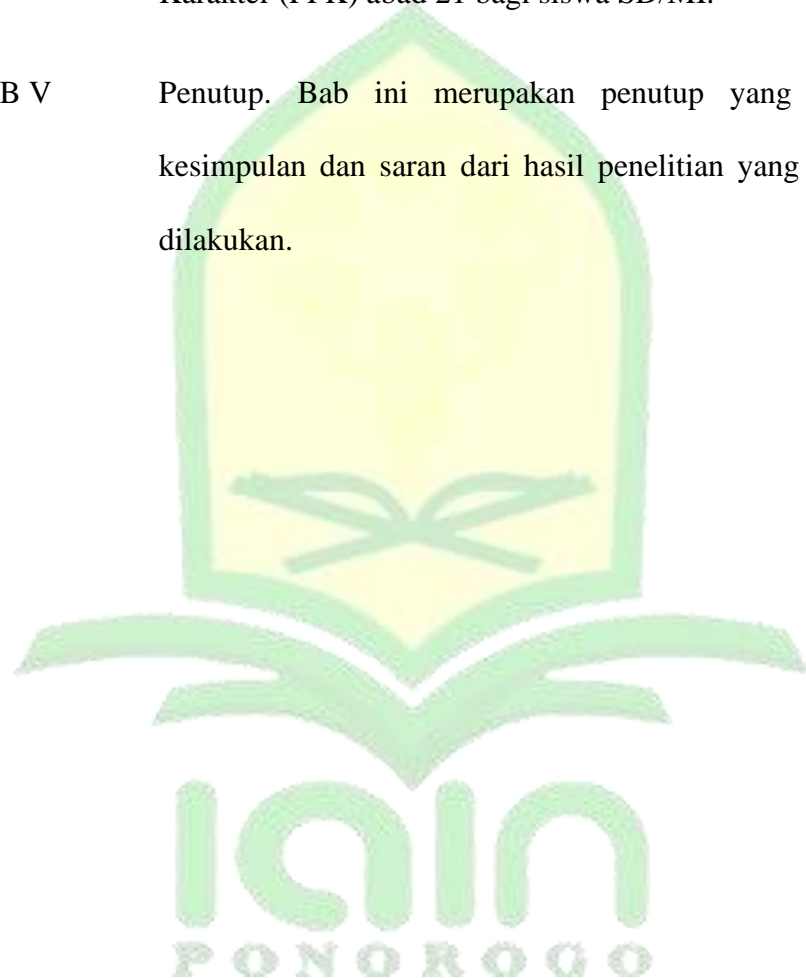 Karakter (PPK) abad 21 bagi siswa SD/MI.
B V Penutup. Bab ini merupakan penutup yang
kesimpulan dan saran dari hasil penelitian yang
dilakukan.
iain
PONOROGO